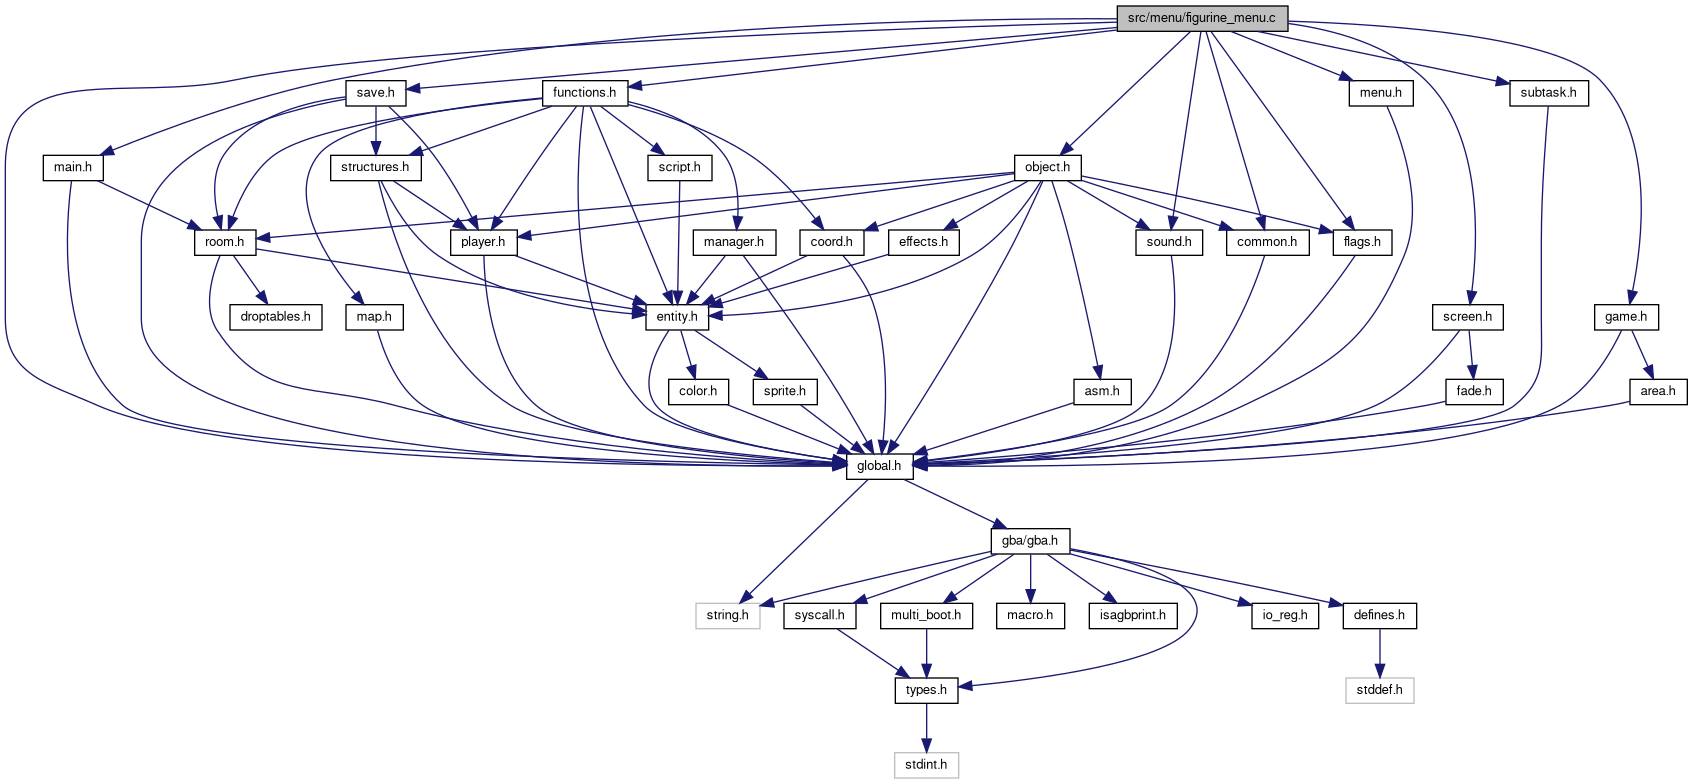 src/menu/figurine_menu.c
save.h
functions.h
menu.h
subtask.h
main.h
structures.h
script.h
object.h
room.h
player.h
manager.h
coord.h
effects.h
sound.h
common.h
flags.h
droptables.h
map.h
entity.h
screen.h
game.h
color.h
sprite.h
asm.h
fade.h
area.h
global.h
gba/gba.h
string.h
syscall.h
multi_boot.h
macro.h
isagbprint.h
io_reg.h
defines.h
types.h
stddef.h
stdint.h